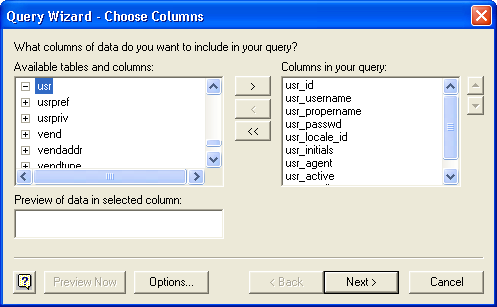 Query Wizard - Choose Columns
What columns of data do you want to include in your query?
Available tables and columns:
usr
usrpref
usrpriv
vend
vendaddr
vendtype
>
<
<<
Columns in your query:
usr_id
usr_username
usr_propername
usr_passwd
usr_locale_id
usr_initials
usr_agent
usr_active
Preview of data in selected column:
?
Preview Now
Options...
< Back
Next >
Cancel